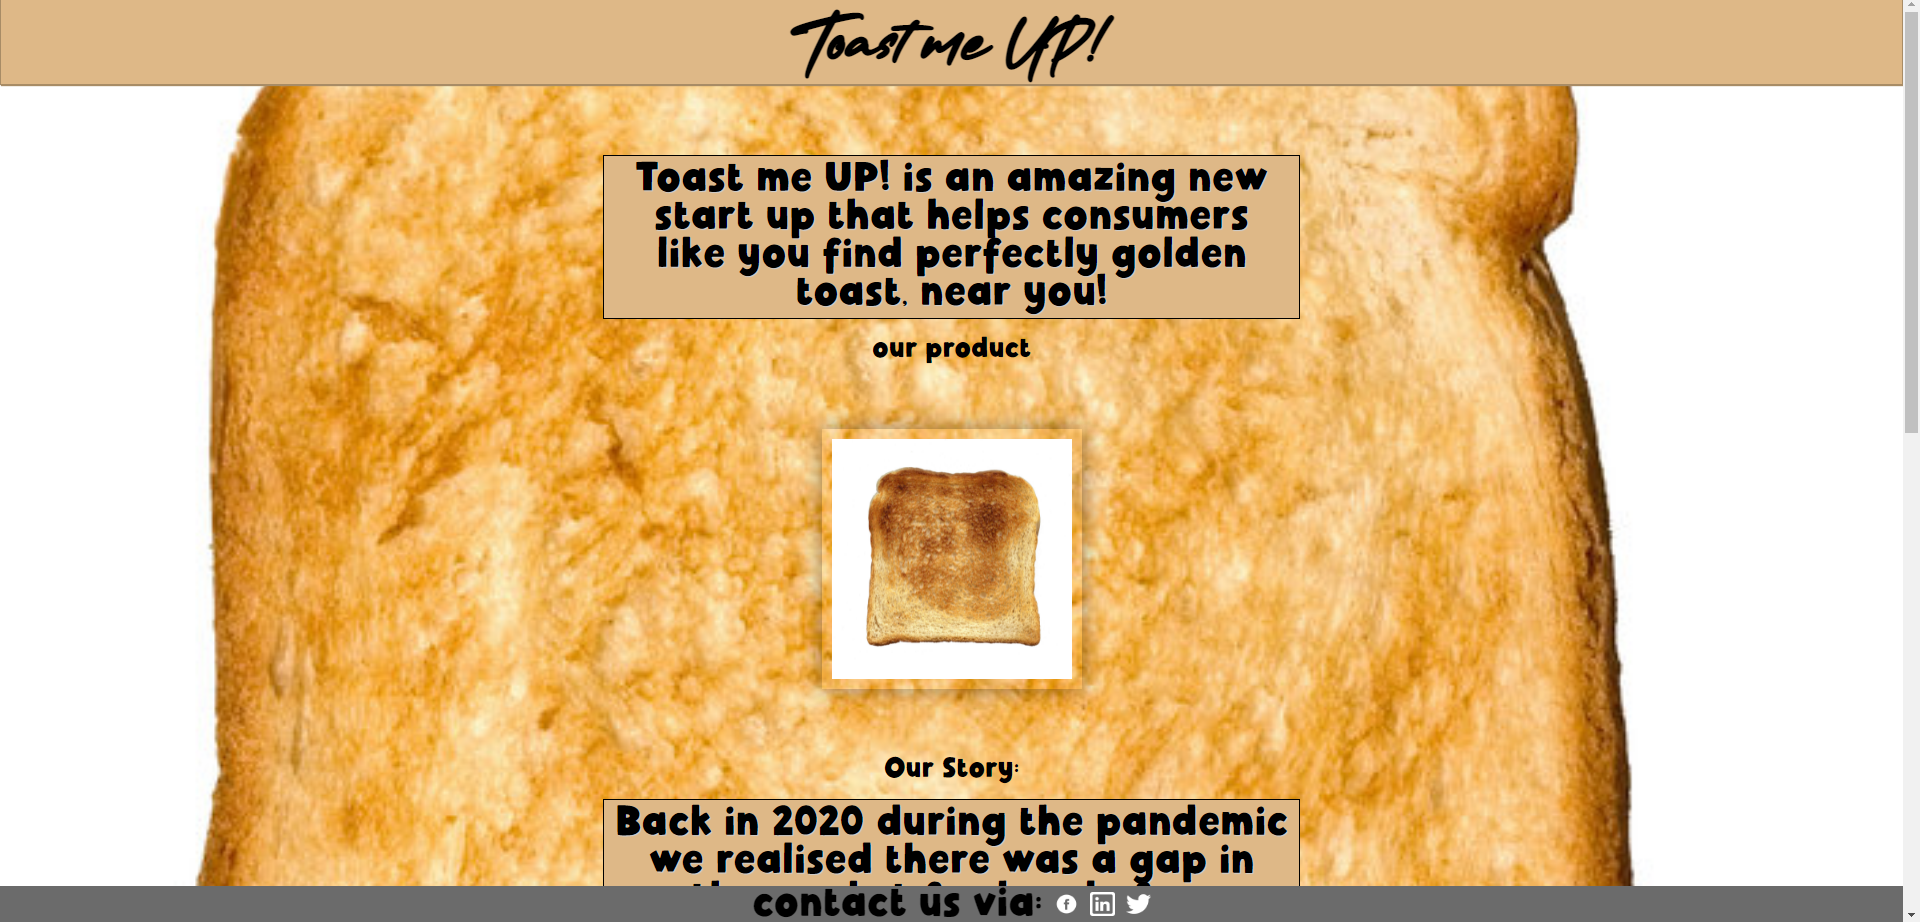 Toast me UP!
Toast me UP! is an amazing new
start up that helps consumers
like you find perfectly golden
toast, near you!
our product
Our Story:
Back in 2020 during the pandemic
we realised there was a gap in
contact us via: